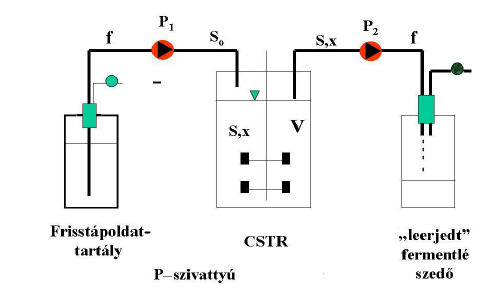 P1
P2
f
So
S,x
f
S,x
V
Frisstápoldat-
tartály
CSTR
„leerjedt”
fermentlé
szedő
P–szivattyú